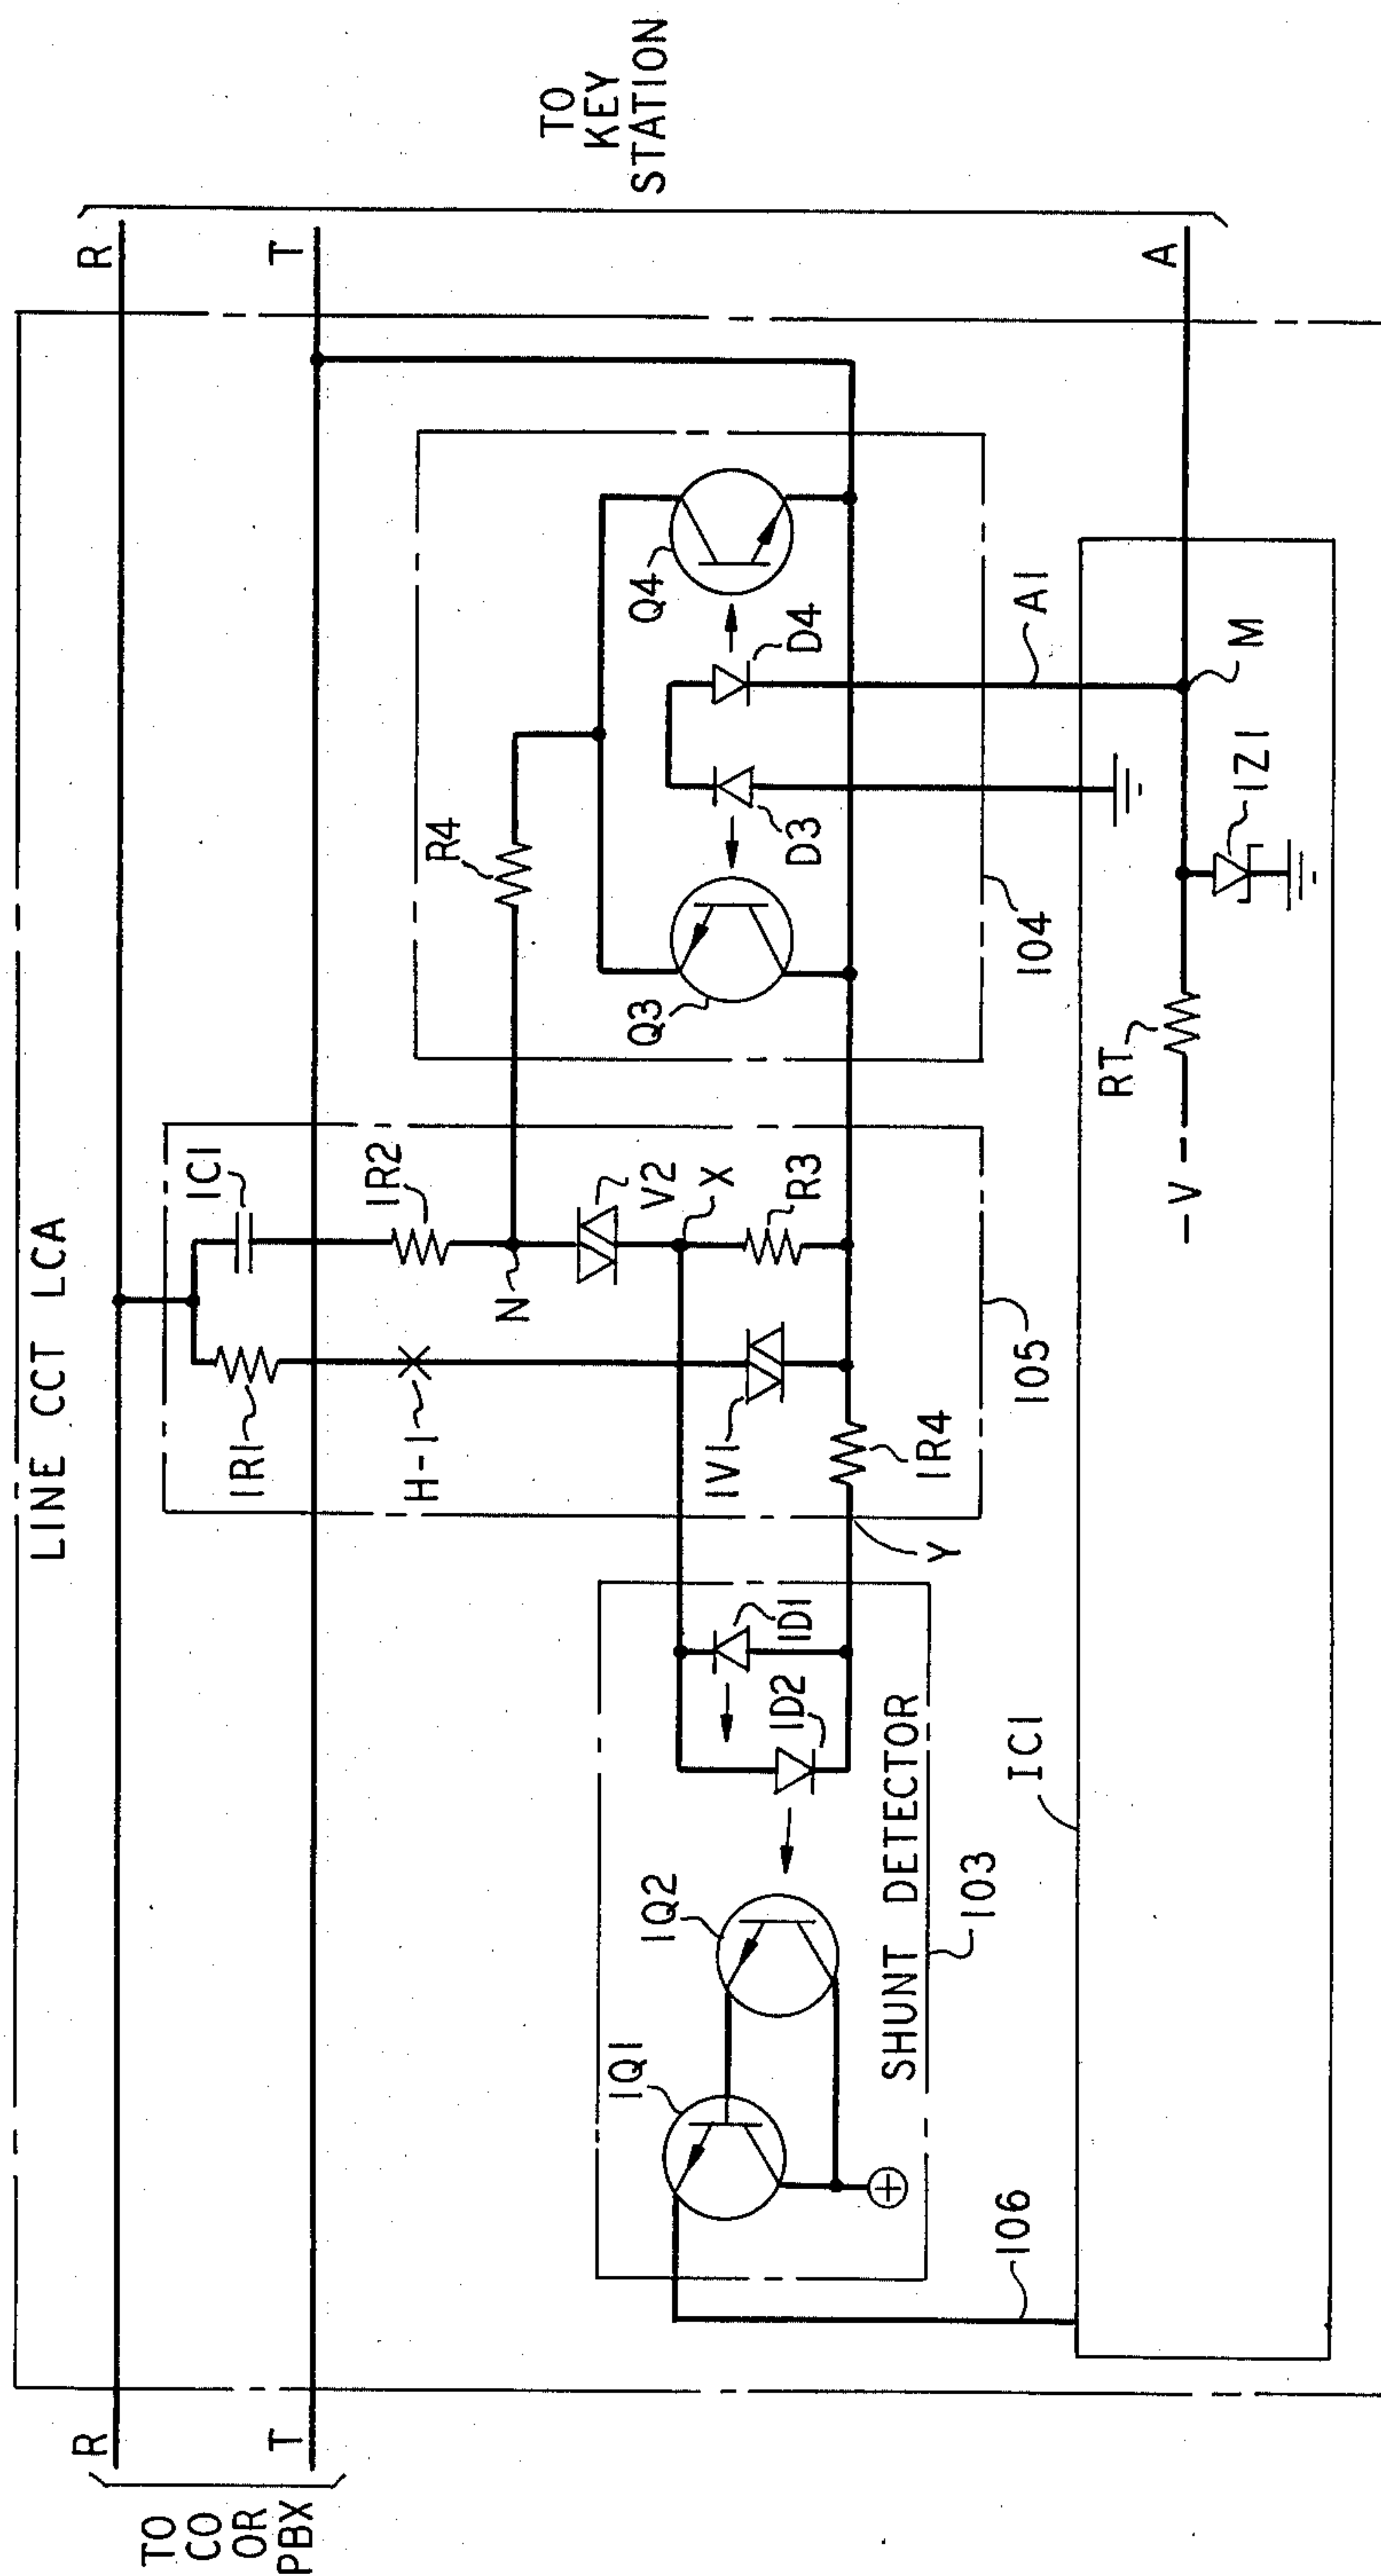 LINE CCT LCA
R
T
TO
CO
OR
PBX
R
T
A
TO
KEY
STATION
1R1
1C1
H-1
1R2
N
V2
X
R3
1V1
1R4
Y
105
R4
Q3
Q4
D3
D4
104
A1
M
1Z1
RT
-V
1Q1
1Q2
1D1
1D2
SHUNT DETECTOR
103
106
IC1